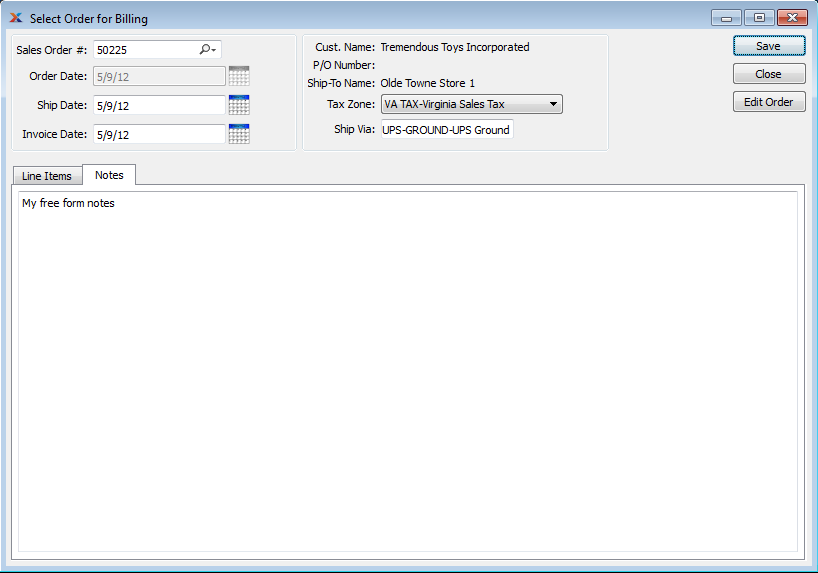 Select Order for Billing
Sales Order #: 50225
Order Date: 5/9/12
Ship Date: 5/9/12
Invoice Date: 5/9/12
Cust. Name: Tremendous Toys Incorporated
P/O Number:
Ship-To Name: Olde Towne Store 1
Tax Zone: VA TAX-Virginia Sales Tax
Ship Via: UPS-GROUND-UPS Ground
Save
Close
Edit Order
Line Items Notes
My free form notes